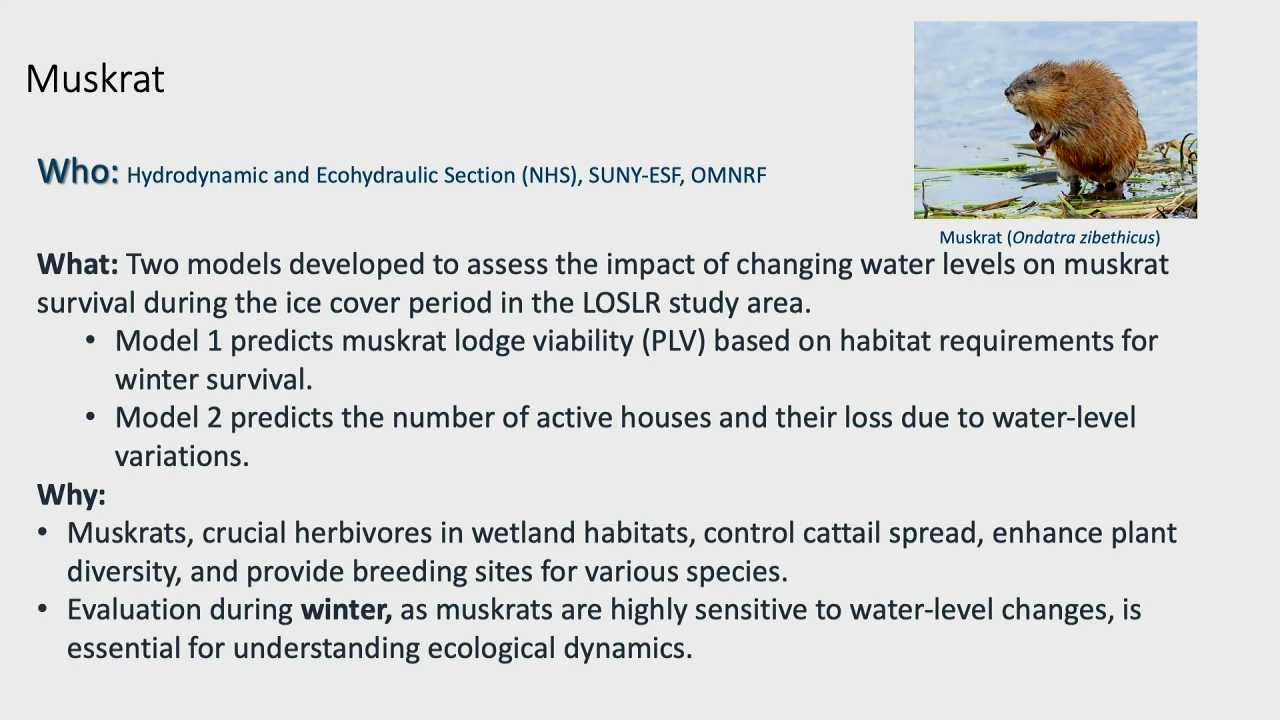 Muskrat
Who: Hydrodynamic and Ecohydraulic Section (NHS), SUNY-ESF, OMNRF
Muskrat (Ondatra zibethicus)
What: Two models developed to assess the impact of changing water levels on muskrat
survival during the ice cover period in the LOSLR study area.
• Model 1 predicts muskrat lodge viability (PLV) based on habitat requirements for
winter survival.
• Model 2 predicts the number of active houses and their loss due to water-level
variations.
Why:
• Muskrats, crucial herbivores in wetland habitats, control cattail spread, enhance plant
diversity, and provide breeding sites for various species.
• Evaluation during winter, as muskrats are highly sensitive to water-level changes, is
essential for understanding ecological dynamics.